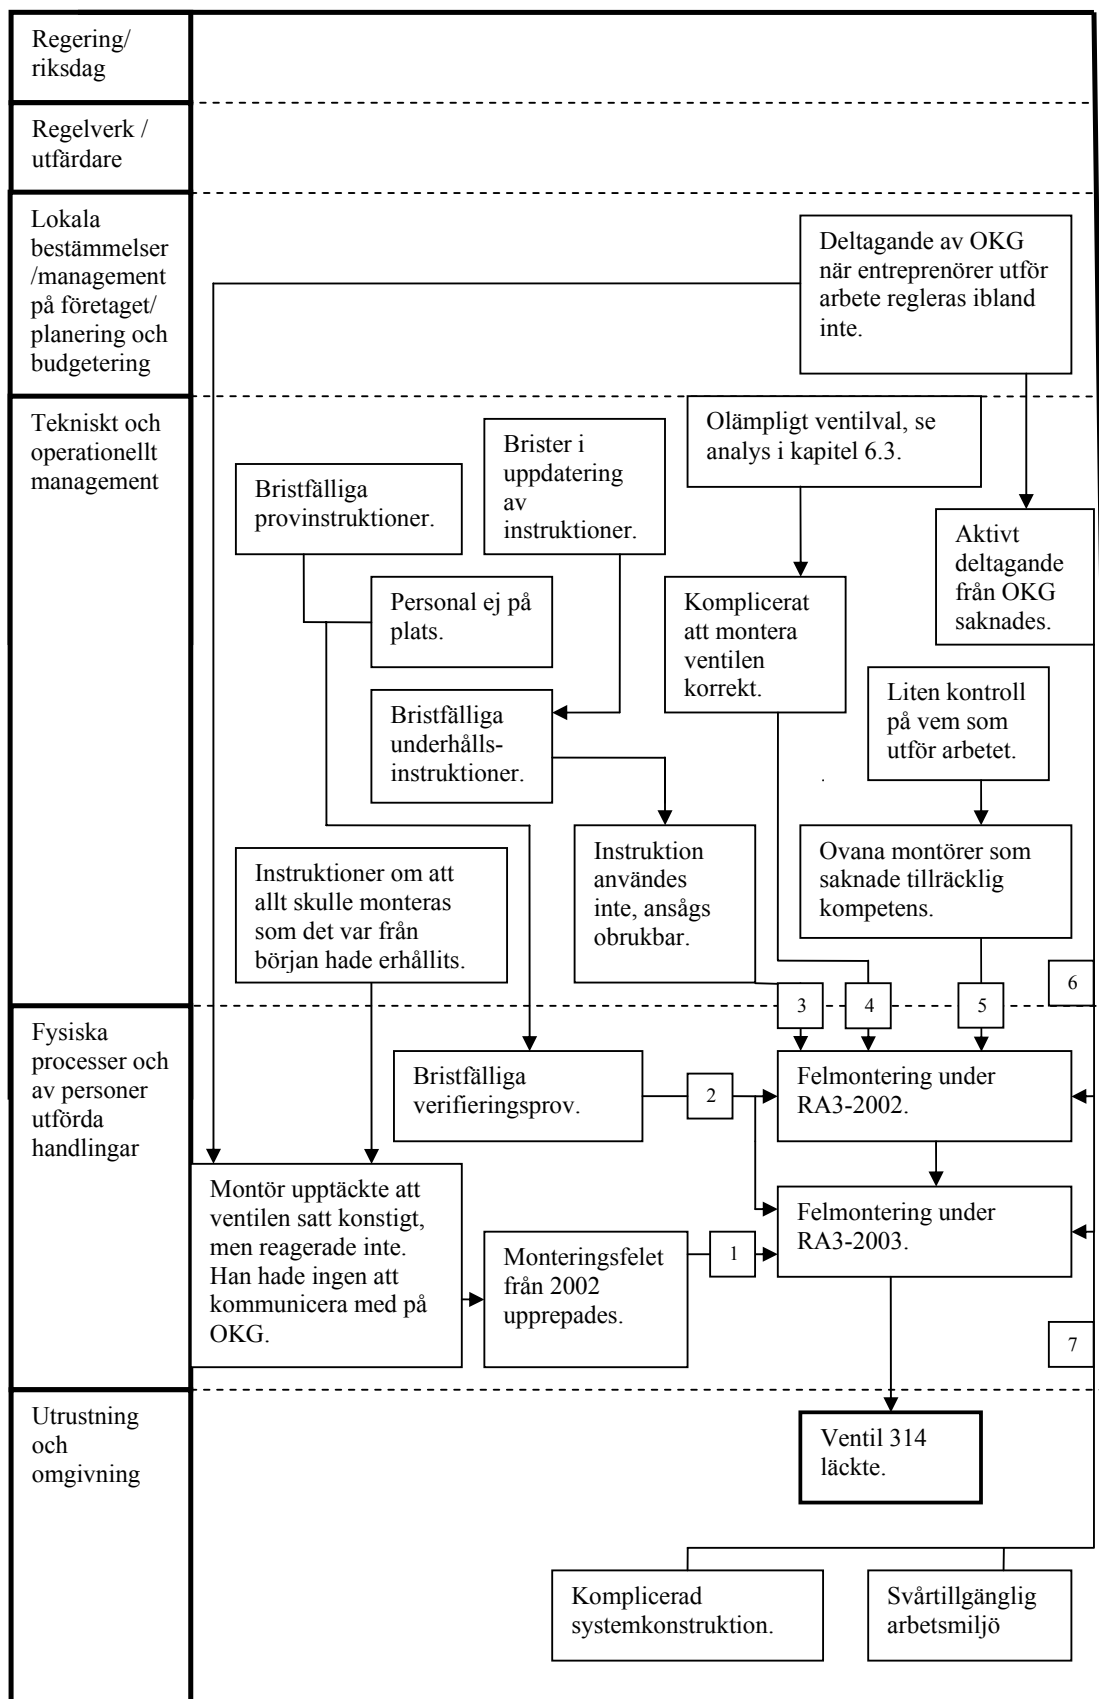 Regering/
riksdag
Regelverk /
utfärdare
Lokala
bestämmelser
/management
på företaget/
planering och
budgetering
Deltagande av OKG
när entreprenörer utför
arbete regleras ibland
inte.
Tekniskt och
operationellt
management
Olämpligt ventilval, se
analys i kapitel 6.3.
Brister i
uppdatering
av
instruktioner.
Bristfälliga
provinstruktioner.
Aktivt
deltagande
från OKG
saknades.
Personal ej på
plats.
Komplicerat
att montera
ventilen
korrekt.
Liten kontroll
på vem som
utför arbetet.
Bristfälliga
underhålls-
instruktioner.
Instruktioner om att
allt skulle monteras
som det var från
början hade erhållits.
Instruktion
användes
inte, ansågs
obrukbar.
Ovana montörer som
saknade tillräcklig
kompetens.
6
3
4
5
Fysiska
processer och
av personer
utförda
handlingar
Bristfälliga
verifieringsprov.
2
Felmontering under
RA3-2002.
Montör upptäckte att
ventilen satt konstigt,
men reagerade inte.
Han hade ingen att
kommunicera med på
OKG.
Monteringsfelet
från 2002
upprepades.
1
Felmontering under
RA3-2003.
7
Utrustning
och
omgivning
Ventil 314
läckte.
Komplicerad
systemkonstruktion.
Svårtillgänglig
arbetsmiljö